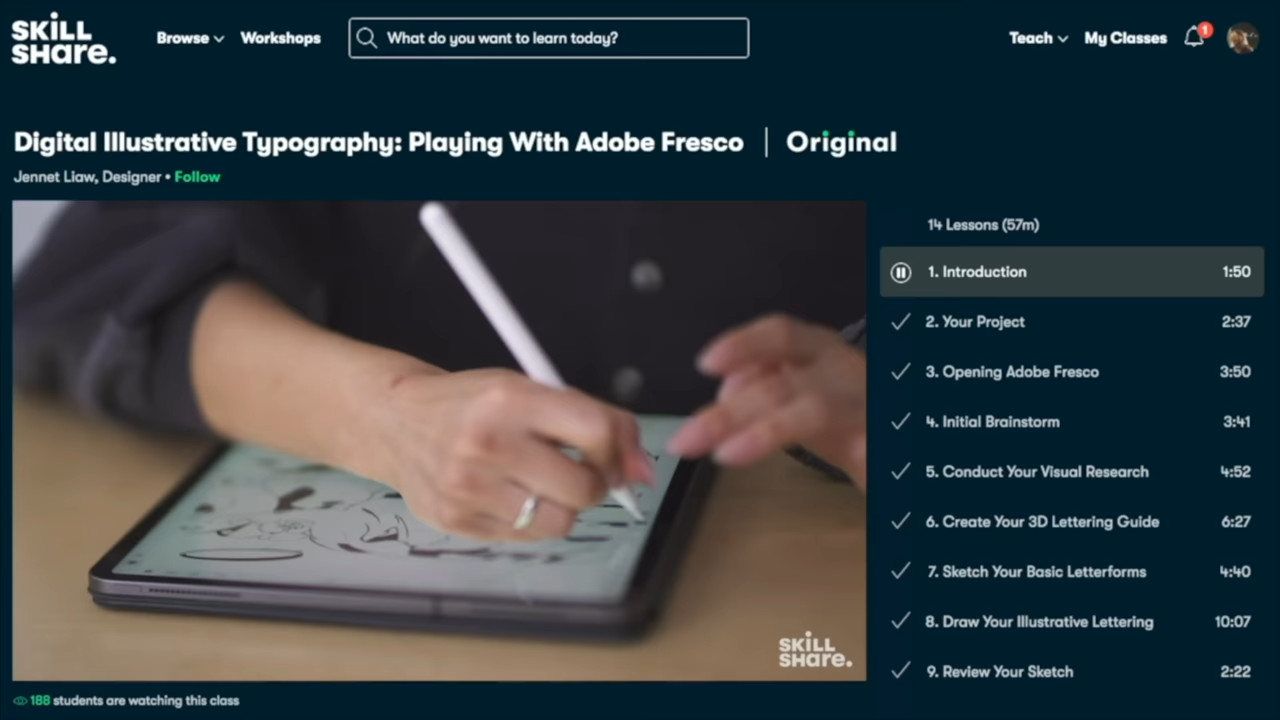 SKILL
SHare.
Browse
Workshops
What do you want to learn today?
Teach
My Classes
1
Digital Illustrative Typography: Playing With Adobe Fresco | Original
Jennet Liaw, Designer • Follow
14 Lessons (57m)
1. Introduction 1:50
2. Your Project 2:37
3. Opening Adobe Fresco 3:50
4. Initial Brainstorm 3:41
5. Conduct Your Visual Research 4:52
6. Create Your 3D Lettering Guide 6:27
7. Sketch Your Basic Letterforms 4:40
8. Draw Your Illustrative Lettering 10:07
9. Review Your Sketch 2:22
SKILL
SHare.
188 students are watching this class